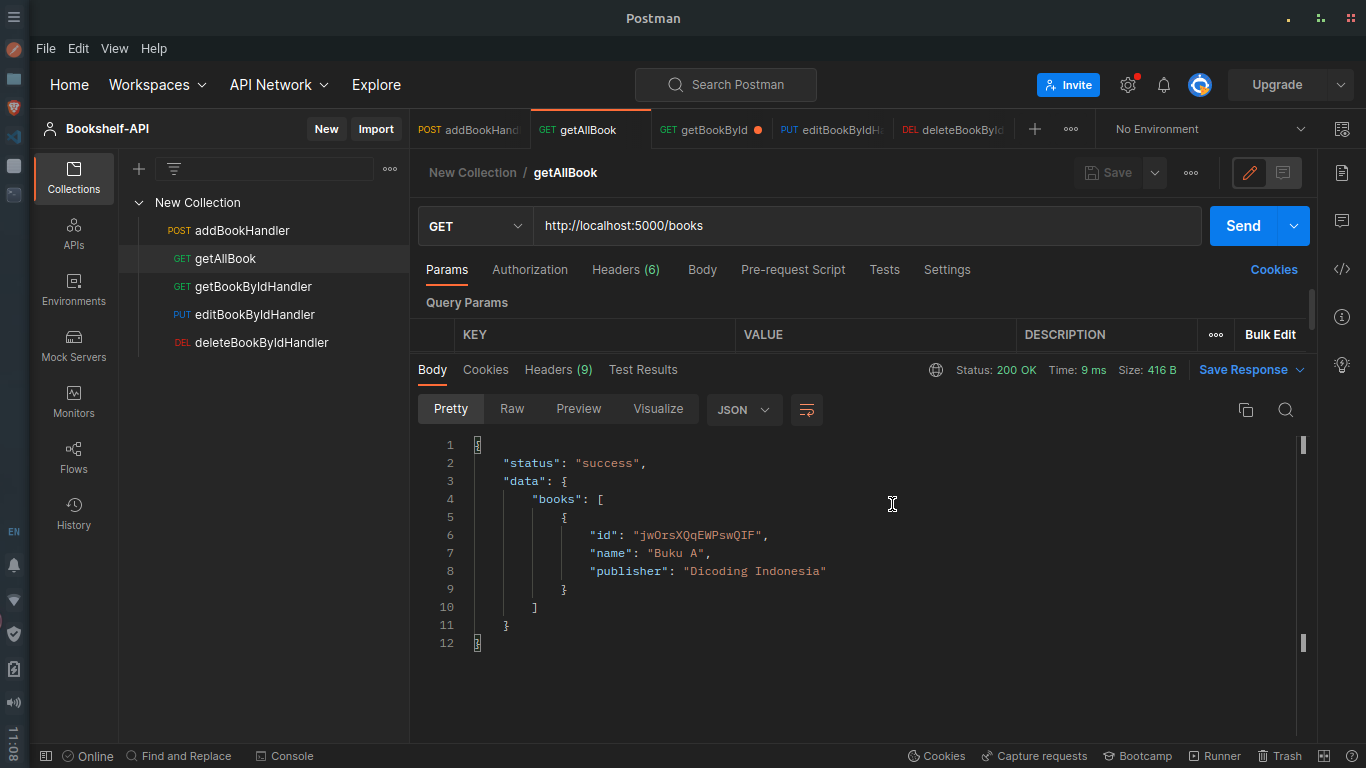 Postman
File Edit View Help
Home Workspaces API Network Explore Search Postman Invite Upgrade
Bookshelf-API New Import
POST addBookHand GET getAllBook GET getBookById PUT editBookByIdH DEL deleteBookById No Environment
Collections
APIs
Environments
Mock Servers
Monitors
Flows
History
New Collection
POST addBookHandler
GET getAllBook
GET getBookByIdHandler
PUT editBookByIdHandler
DEL deleteBookByIdHandler
New Collection / getAllBook Save
GET http://localhost:5000/books Send
Params Authorization Headers (6) Body Pre-request Script Tests Settings Cookies
Query Params
KEY VALUE DESCRIPTION Bulk Edit
Body Cookies Headers (9) Test Results Status: 200 OK Time: 9 ms Size: 416 B Save Response
Pretty Raw Preview Visualize JSON
1 {
2 "status": "success",
3 "data": {
4 "books": [
5 {
6 "id": "jwOrsXQqEWPswQIF",
7 "name": "Buku A",
8 "publisher": "Dicoding Indonesia"
9 }
10 ]
11 }
12 }
EN
11:08
Online Find and Replace Console Cookies Capture requests Bootcamp Runner Trash